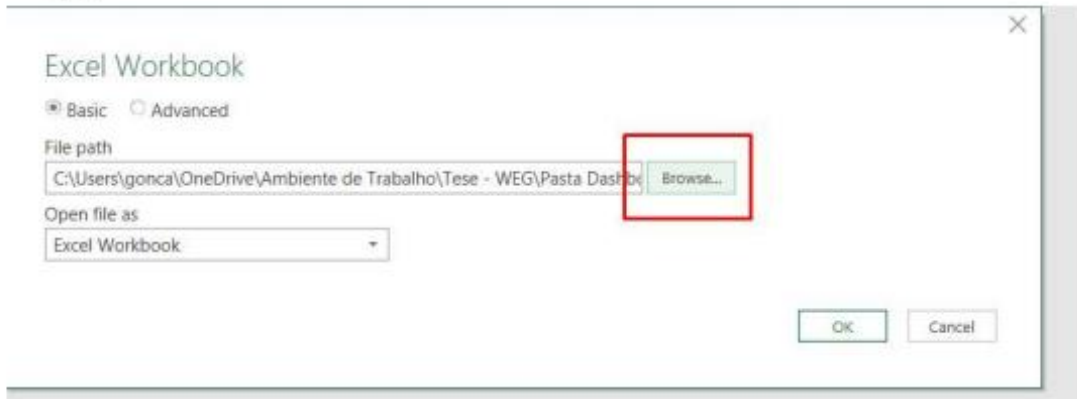 Excel Workbook
Basic Advanced
File path
C:\Users\gonca\OneDrive\Ambiente de Trabalho\Tese - WEG\Pasta Dashbo Browse...
Open file as
Excel Workbook
OK Cancel